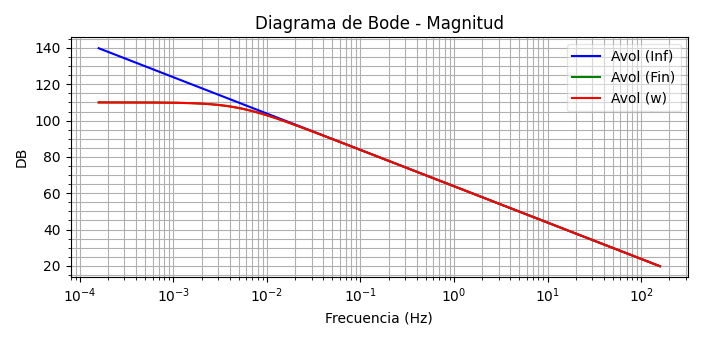 Diagrama de Bode - Magnitud
140
120
100
80
60
40
20
DB
Avol (Inf)
Avol (Fin)
Avol (w)
10⁻⁴ 10⁻³ 10⁻² 10⁻¹ 10⁰ 10¹ 10²
Frecuencia (Hz)